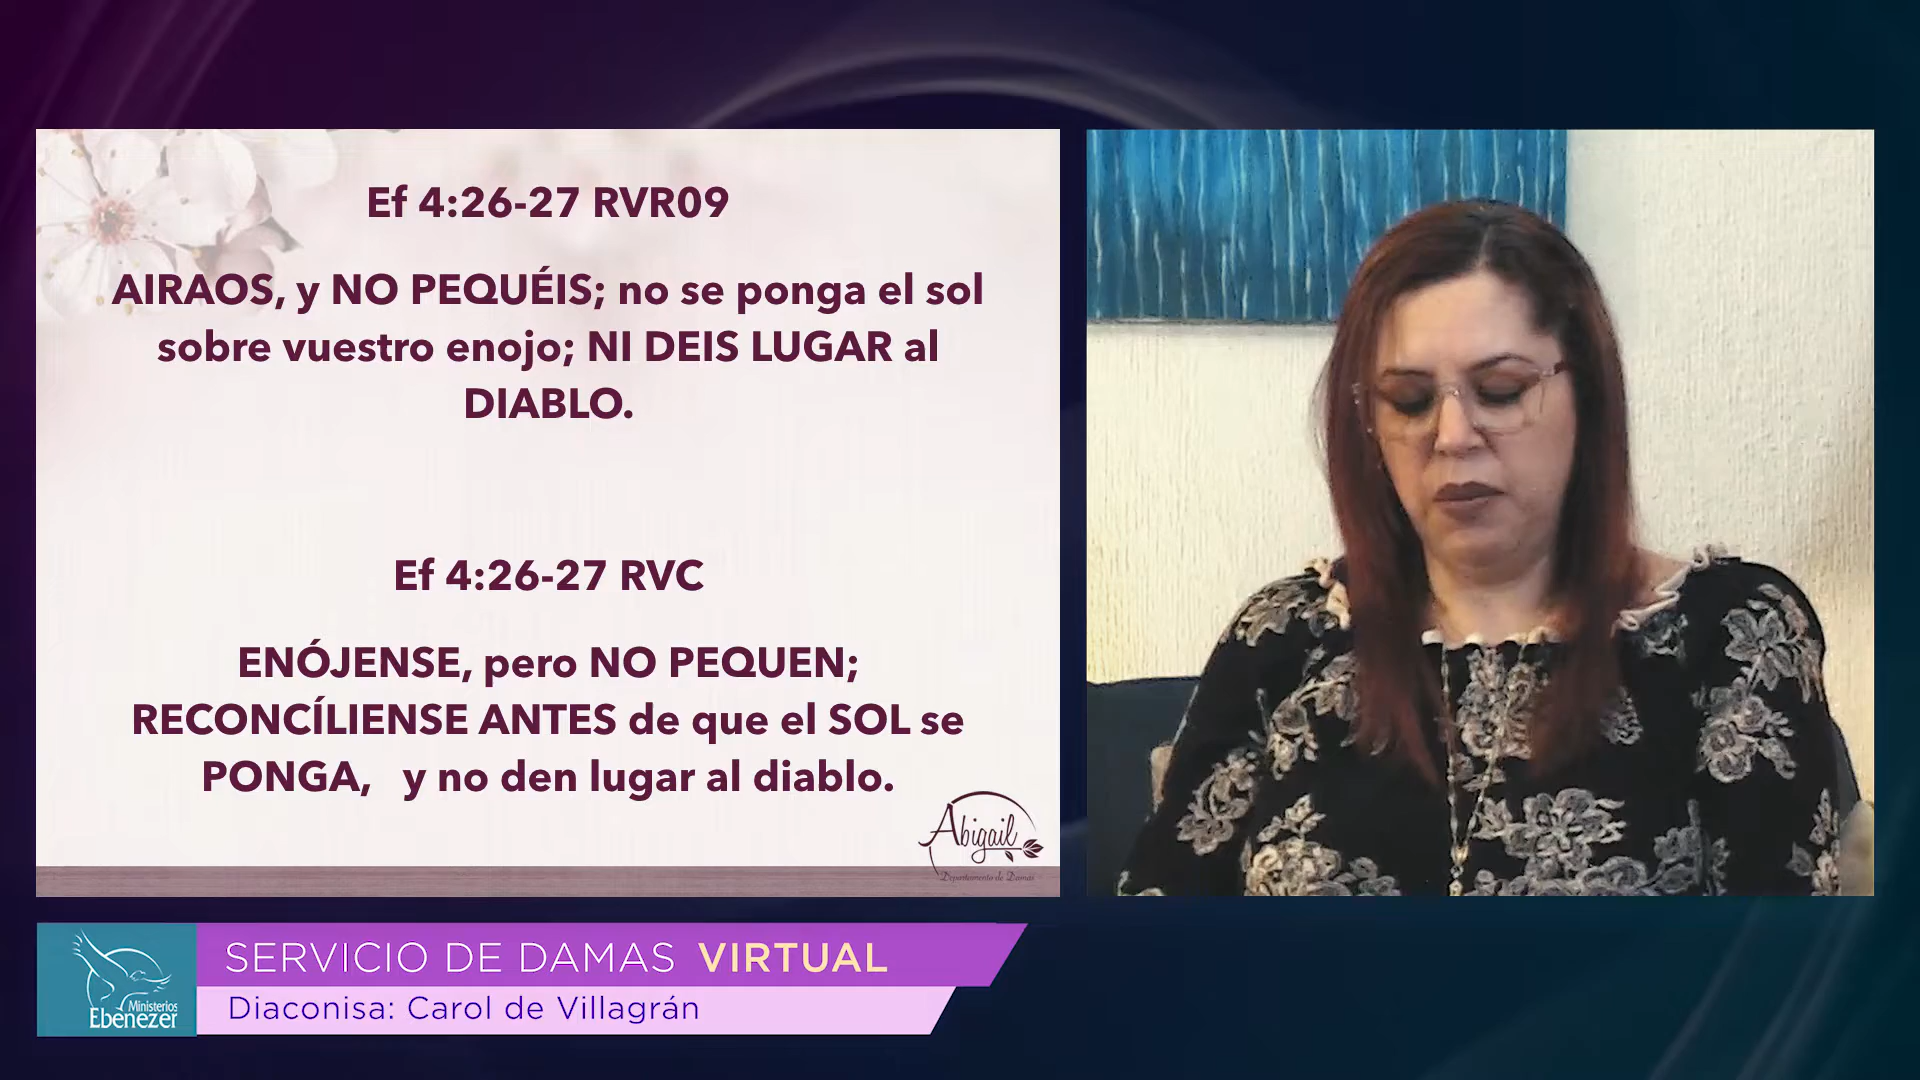 Ef 4:26-27 RVR09
AIRAOS, y NO PEQUÉIS; no se ponga el sol
sobre vuestro enojo; NI DEIS LUGAR al
DIABLO.
Ef 4:26-27 RVC
ENÓJENSE, pero NO PEQUEN;
RECONCÍLIENSE ANTES de que el SOL se
PONGA, y no den lugar al diablo.
Abigail
Departamento de Damas
SERVICIO DE DAMAS VIRTUAL
Diaconisa: Carol de Villagrán
Ministerios
Ebenezer